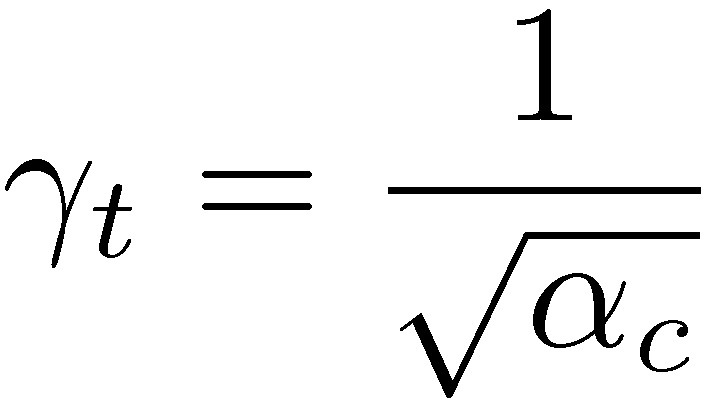 γ_t = 1/√α_c